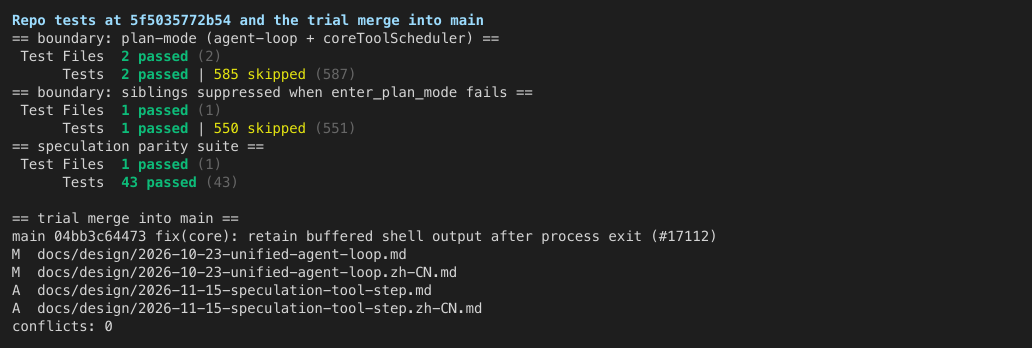 Repo tests at 5f5035772b54 and the trial merge into main
== boundary: plan-mode (agent-loop + coreToolScheduler) ==
Test Files  2 passed (2)
Tests  2 passed | 585 skipped (587)
== boundary: siblings suppressed when enter_plan_mode fails ==
Test Files  1 passed (1)
Tests  1 passed | 550 skipped (551)
== speculation parity suite ==
Test Files  1 passed (1)
Tests  43 passed (43)
== trial merge into main ==
main 04bb3c64473 fix(core): retain buffered shell output after process exit (#17112)
M  docs/design/2026-10-23-unified-agent-loop.md
M  docs/design/2026-10-23-unified-agent-loop.zh-CN.md
A  docs/design/2026-11-15-speculation-tool-step.md
A  docs/design/2026-11-15-speculation-tool-step.zh-CN.md
conflicts: 0